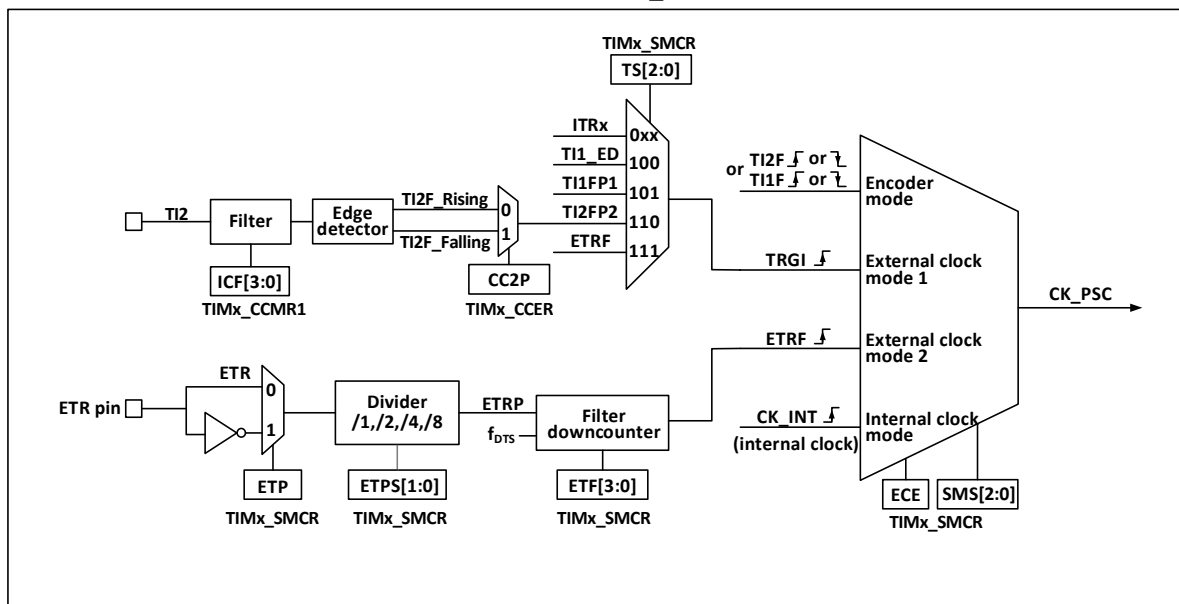 TIMx_SMCR
TS[2:0]
ITRx
0xx
TI1_ED
100
TI1FP1
101
TI2FP2
110
ETRF
111
TI2
Filter
Edge
detector
TI2F_Rising
TI2F_Falling
0
1
ICF[3:0]
TIMx_CCMR1
CC2P
TIMx_CCER
or TI2F or
TI1F or
Encoder
mode
TRGI
External clock
mode 1
CK_PSC
ETRF
External clock
mode 2
CK_INT
(internal clock)
Internal clock
mode
ECE
SMS[2:0]
TIMx_SMCR
ETR pin
ETR
0
1
Divider
/1,/2,/4,/8
ETRP
fDTS
Filter
downcounter
ETP
TIMx_SMCR
ETPS[1:0]
TIMx_SMCR
ETF[3:0]
TIMx_SMCR